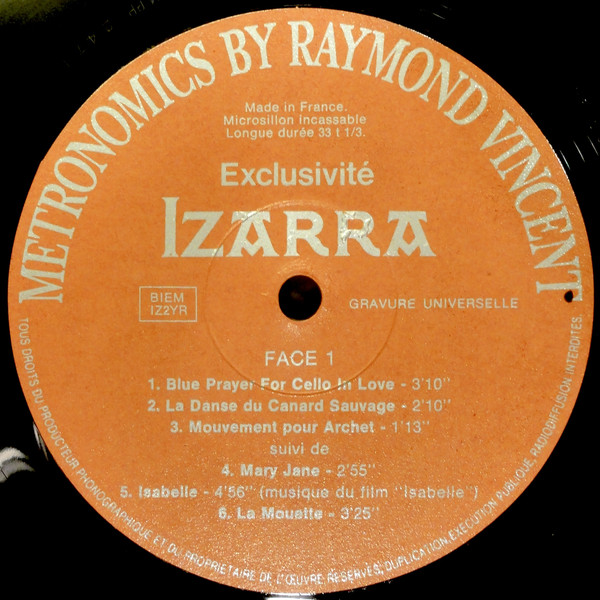 METRONOMICS BY RAYMOND VINCENT
Made in France.
Microsillon Incassable
Longue durée 33 t 1/3.
Exclusivité
IZARRA
BIEM
IZ2YR
GRAVURE UNIVERSELLE
FACE 1
1. Blue Prayer For Cello In Love - 3'10"
2. La Danse du Canard Sauvage - 2'10"
3. Mouvement pour Archet - 1'13"
suivi de
4. Mary Jane - 2'55"
5. Isabelle - 4'56" (musique du film "Isabelle")
6. La Mouette - 3'25"
TOUS DROITS DU PRODUCTEUR PHONOGRAPHIQUE ET DU PROPRIETAIRE DE L'ŒUVRE RESERVES, DUPLICATION, EXECUTION PUBLIQUE, RADIODIFFUSION INTERDITES.